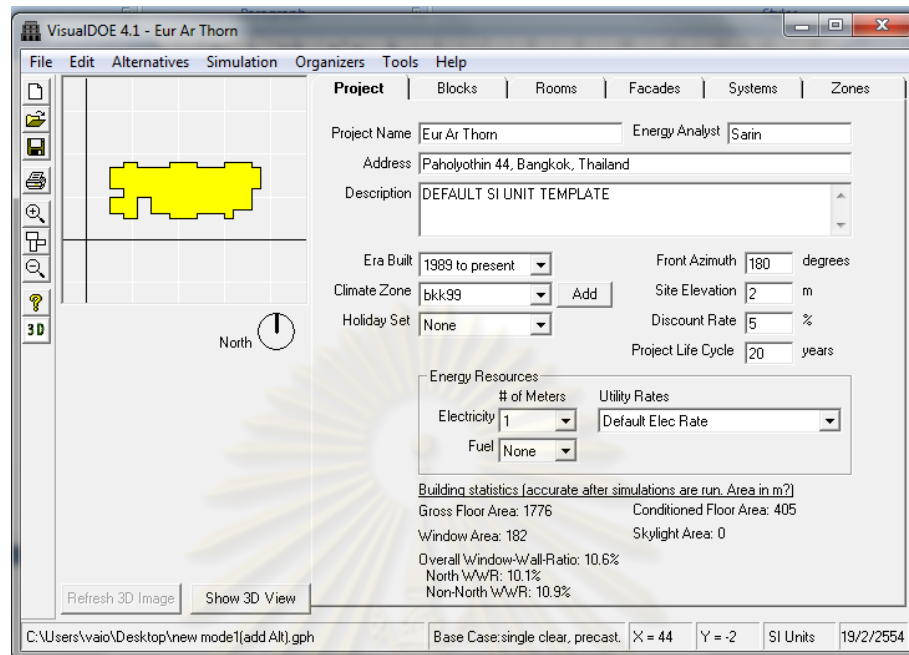 VisualDOE 4.1 - Eur Ar Thorn
File Edit Alternatives Simulation Organizers Tools Help
Project Blocks Rooms Facades Systems Zones
Project Name Eur Ar Thorn Energy Analyst Sarin
Address Paholyothin 44, Bangkok, Thailand
Description DEFAULT SI UNIT TEMPLATE
Era Built 1989 to present Front Azimuth 180 degrees
Climate Zone bkk99 Add Site Elevation 2 m
Holiday Set None Discount Rate 5 %
Project Life Cycle 20 years
North
3D
Energy Resources
# of Meters Utility Rates
Electricity 1 Default Elec Rate
Fuel None
Building statistics (accurate after simulations are run. Area in m?)
Gross Floor Area: 1776 Conditioned Floor Area: 405
Window Area: 182 Skylight Area: 0
Overall Window-Wall-Ratio: 10.6%
North WWR: 10.1%
Non-North WWR: 10.9%
Refresh 3D Image Show 3D View
C:\Users\vaio\Desktop\new mode1(add Alt).gph Base Case:single clear, precast. X = 44 Y = -2 SI Units 19/2/2554